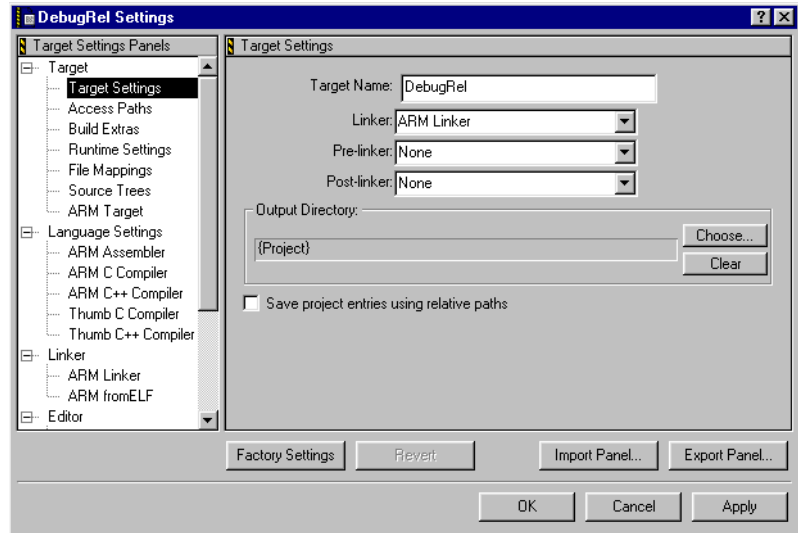 DebugRel Settings
Target Settings Panels
Target
Target Settings
Access Paths
Build Extras
Runtime Settings
File Mappings
Source Trees
ARM Target
Language Settings
ARM Assembler
ARM C Compiler
ARM C++ Compiler
Thumb C Compiler
Thumb C++ Compiler
Linker
ARM Linker
ARM fromELF
Editor
Target Settings
Target Name: DebugRel
Linker: ARM Linker
Pre-linker: None
Post-linker: None
Output Directory:
{Project}
Choose...
Clear
Save project entries using relative paths
Factory Settings
Revert
Import Panel...
Export Panel...
OK
Cancel
Apply